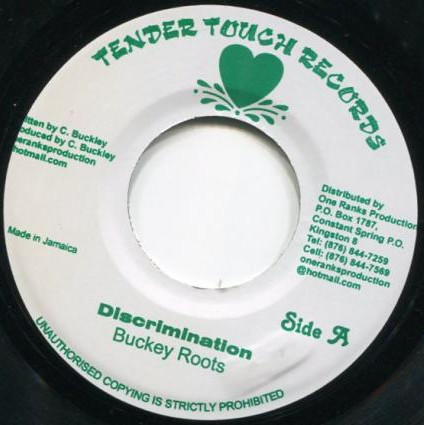 TENDER TOUCH RECORDS
itten by C. Buckley
oduced by C. Buckley
eranksproduction
hotmail.com
Made in Jamaica
Distributed by
One Ranks Production
P.O. Box 1787,
Constant Spring P.O.
Kingston 8
Tel: (876) 844-7259
Cell: (876) 844-7569
oneranksproduction
@hotmail.com
Side A
Discrimination
Buckey Roots
UNAUTHORISED COPYING IS STRICTLY PROHIBITED